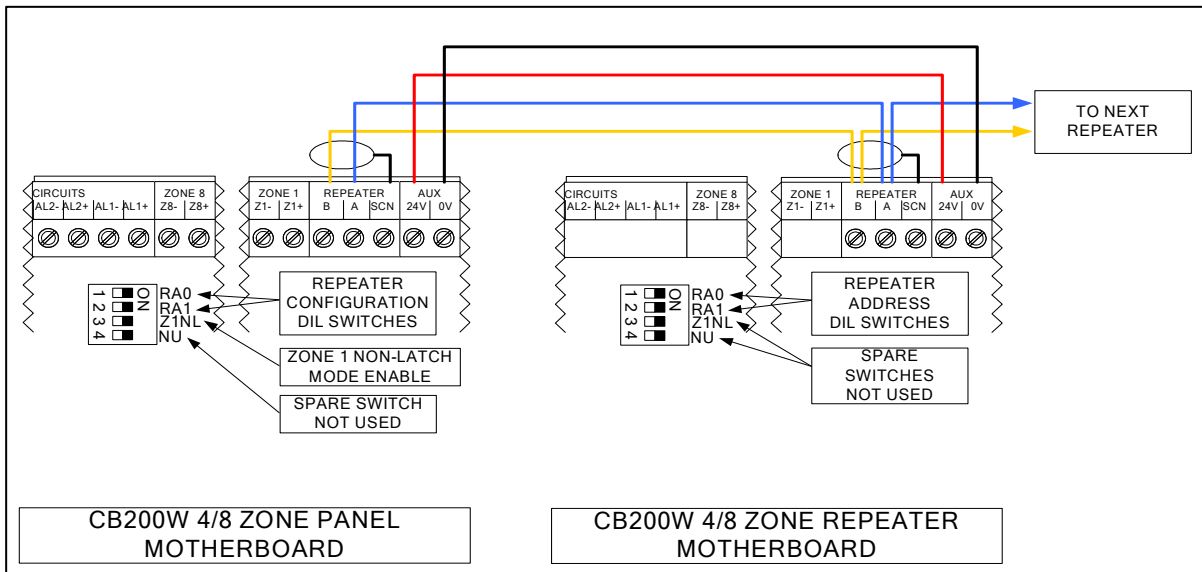 TO NEXT
REPEATER
CIRCUITS
AL2- AL2+ AL1- AL1+
ZONE 8
Z8- Z8+
ZONE 1
Z1- Z1+
REPEATER
B A SCN
AUX
24V 0V
CIRCUITS
AL2- AL2+ AL1- AL1+
ZONE 8
Z8- Z8+
ZONE 1
Z1- Z1+
REPEATER
B A SCN
AUX
24V 0V
1 2 3 4
ON
RA0
RA1
Z1NL
NU
REPEATER
CONFIGURATION
DIL SWITCHES
ZONE 1 NON-LATCH
MODE ENABLE
SPARE SWITCH
NOT USED
1 2 3 4
ON
RA0
RA1
Z1NL
NU
REPEATER
ADDRESS
DIL SWITCHES
SPARE
SWITCHES
NOT USED
CB200W 4/8 ZONE PANEL
MOTHERBOARD
CB200W 4/8 ZONE REPEATER
MOTHERBOARD